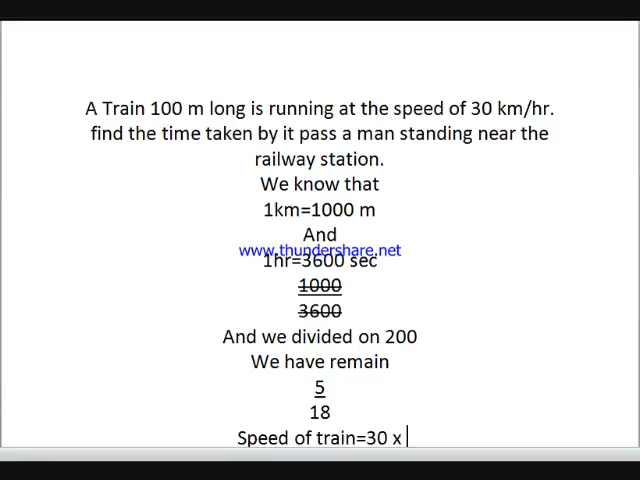 A Train 100 m long is running at the speed of 30 km/hr.
find the time taken by it pass a man standing near the
railway station.
We know that
1km=1000 m
And
www.thundershare.net
1hr=3600 sec
1000
3600
And we divided on 200
We have remain
5
18
Speed of train=30 x